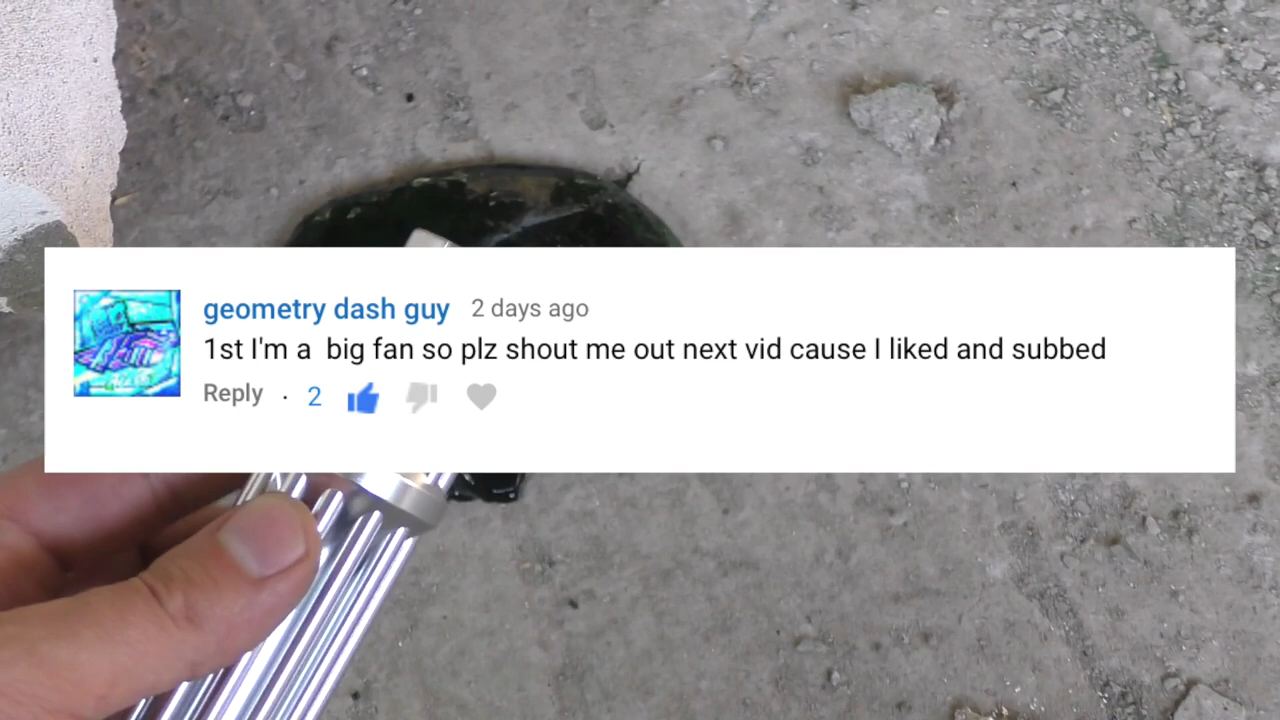 geometry dash guy 2 days ago
1st I'm a  big fan so plz shout me out next vid cause I liked and subbed
Reply · 2